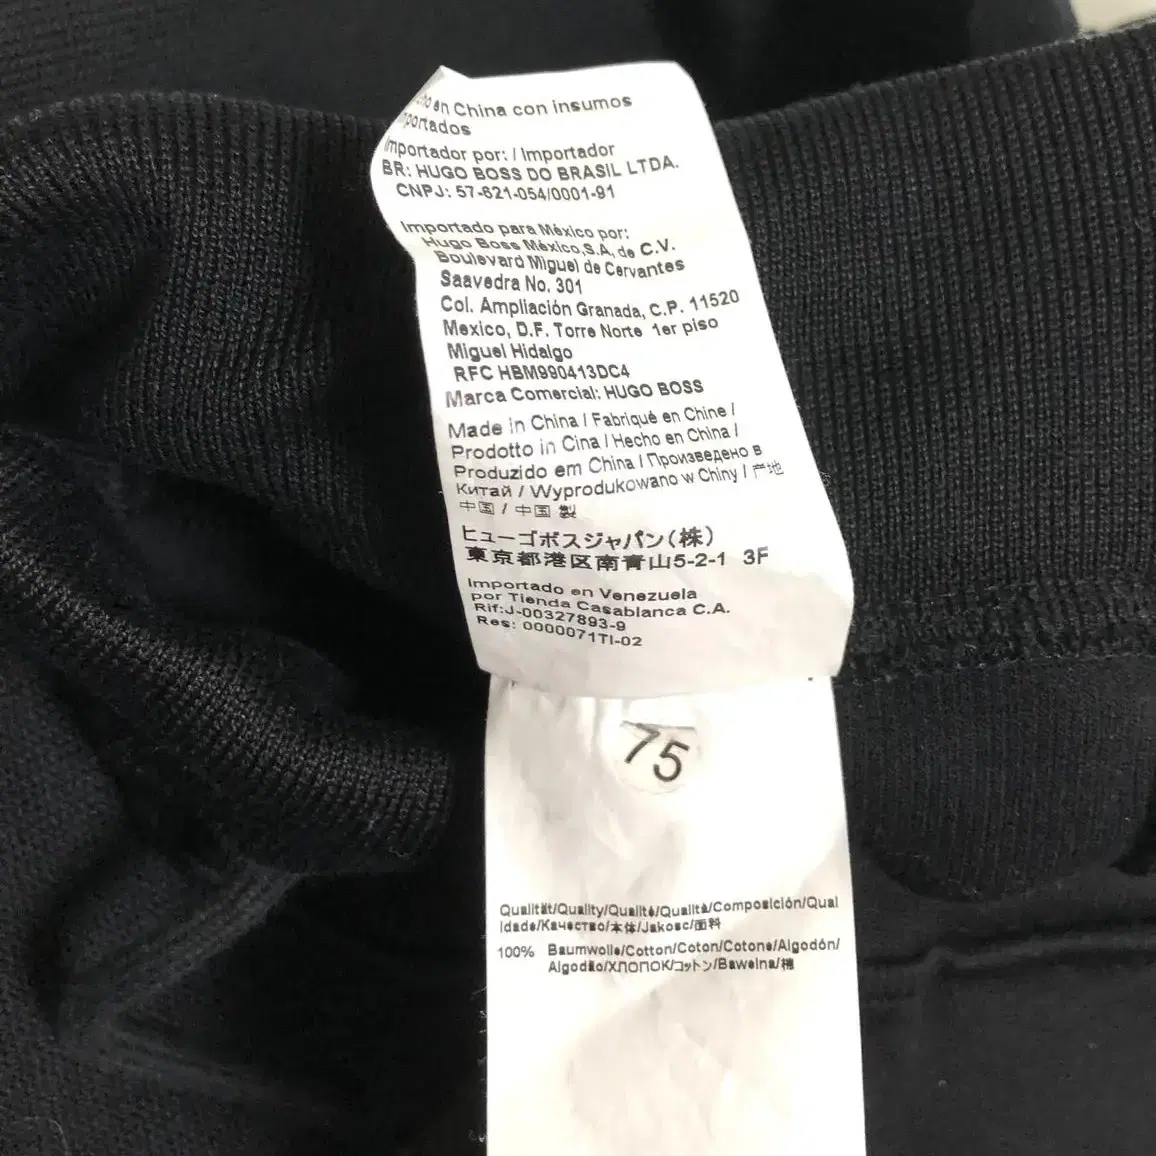 en China con insumos
portados
Importador por: / Importador
BR: HUGO BOSS DO BRASIL LTDA.
CNPJ: 57-621-054/0001-91
Importado para México por:
Hugo Boss México,S.A, de C.V.
Boulevard Miguel de Cervantes
Saavedra No. 301
Col. Ampliación Granada, C.P. 11520
Mexico, D.F. Torre Norte 1er piso
Miguel Hidalgo
RFC HBM990413DC4
Marca Comercial: HUGO BOSS
Made in China / Fabriqué en Chine /
Prodotto in Cina / Hecho en China /
Produzido em China / Произведено в
Китай / Wyprodukowano w Chiny / 产地
中国 / 中国 製
ヒューゴボスジャパン(株)
東京都港区南青山5-2-1 3F
Importado en Venezuela
por Tienda Casablanca C.A.
Rif:J-00327893-9
Res: 0000071TI-02
75
Qualität/Quality/Qualité/Qualità/Composición/Qual
idade/Качество/本体/Jakosc/面料
100% Baumwolle/Cotton/Coton/Cotone/Algodón/
Algodão/ХЛОПОК/コットン/Bawelna/棉